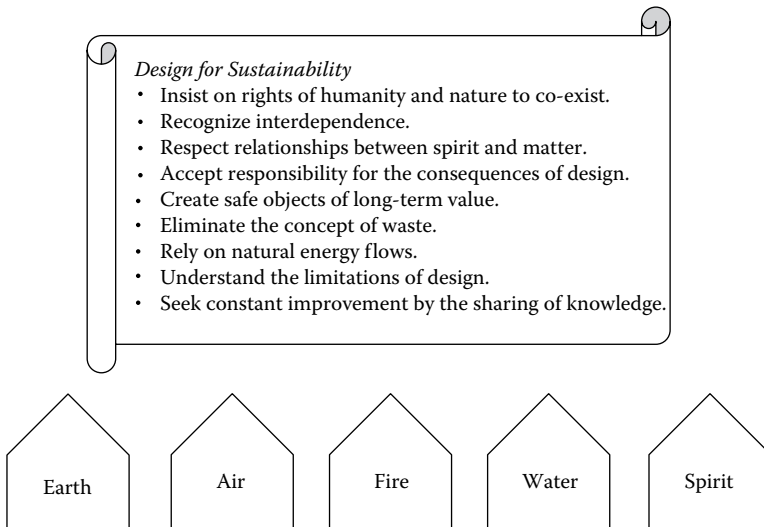 Design for Sustainability
• Insist on rights of humanity and nature to co-exist.
• Recognize interdependence.
• Respect relationships between spirit and matter.
• Accept responsibility for the consequences of design.
• Create safe objects of long-term value.
• Eliminate the concept of waste.
• Rely on natural energy flows.
• Understand the limitations of design.
• Seek constant improvement by the sharing of knowledge.
Earth Air Fire Water Spirit